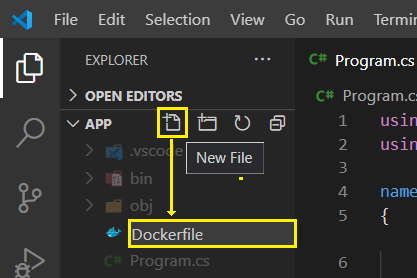 File Edit Selection View Go Run Termin
EXPLORER ...
Program.cs
OPEN EDITORS
Program.cs
APP
1 usin
New File
2 usin
.vscode
3
bin
4 name
obj
5 {
Dockerfile
Program.cs
6